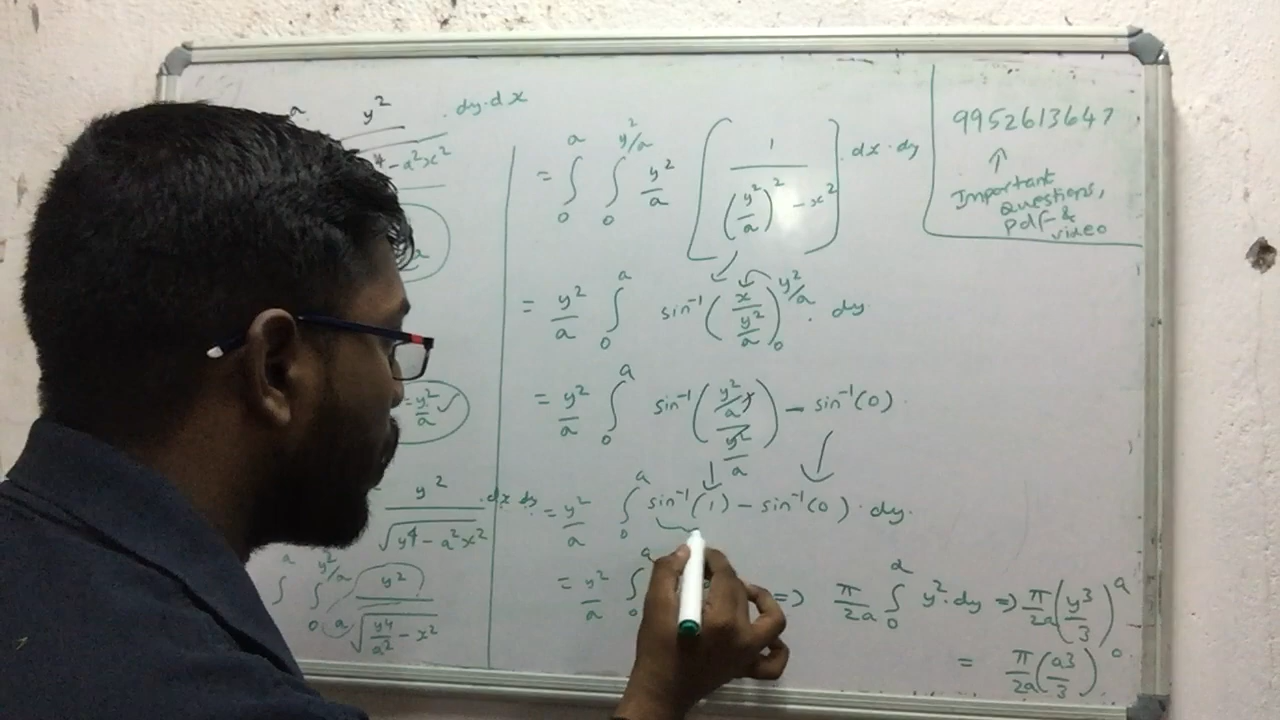 a
y²
. dy. dx
4 - a²x²
a
= y²/a ✓
y² . dx dy
√(y⁴ - a²x²)
a y²/a y²
∫ ∫
0 a √(y⁴/a² - x²)
= ∫₀ᵃ ∫₀^(y²/a) y²/a [1/((y²/a)² - x²)] . dx . dy
= y²/a ∫₀ᵃ sin⁻¹(x/(y²/a))₀^(y²/a) . dy
= y²/a ∫₀ᵃ sin⁻¹((y²/a)/(y²/a)) - sin⁻¹(0)
= y²/a ∫₀ᵃ sin⁻¹(1) - sin⁻¹(0) . dy.
= y²/a ∫₀ᵃ => π/2a ∫₀ᵃ y². dy => π/2a (y³/3)₀ᵃ
= π/2a (a³/3)
9952613647
↑
Important
questions,
pdf &
video